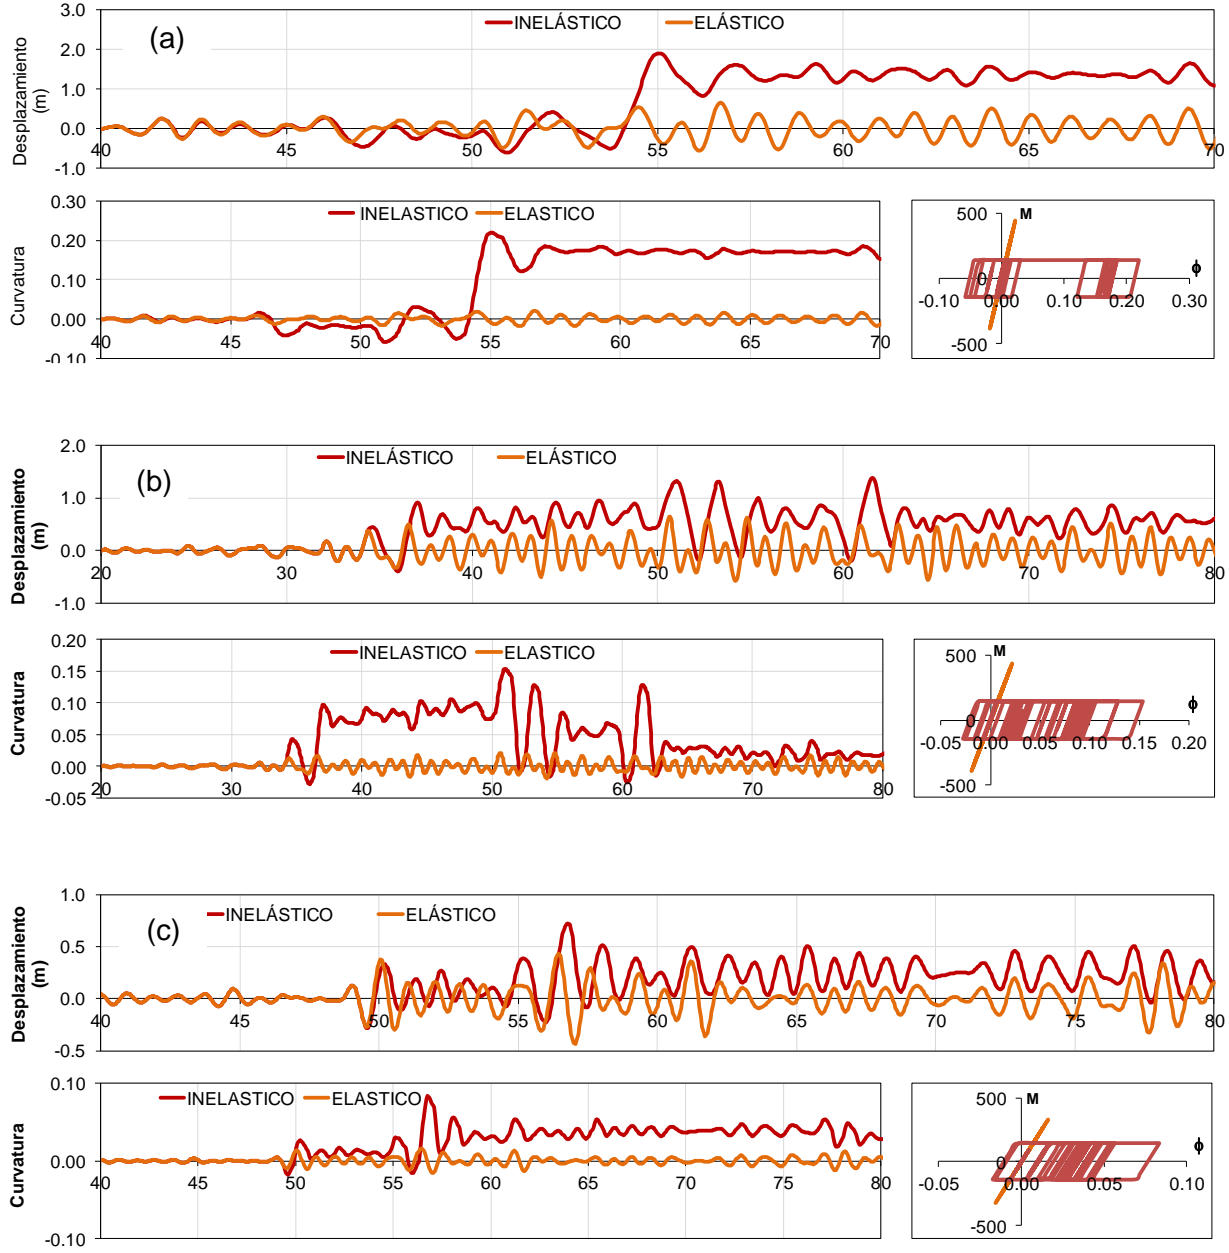 3.0
INELÁSTICO ELÁSTICO
(a)
2.0
1.0
0.0
-1.0
Desplazamiento
(m)
40 45 50 55 60 65 70
0.30
INELASTICO ELASTICO
0.20
0.10
0.00
-0.10
Curvatura
40 45 50 55 60 65 70
500 M
0
ϕ
-0.10 0.00 0.10 0.20 0.30
-500
2.0
INELÁSTICO ELÁSTICO
(b)
1.0
0.0
-1.0
Desplazamiento
(m)
20 30 40 50 60 70 80
0.20
INELASTICO ELASTICO
0.15
0.10
0.05
0.00
-0.05
Curvatura
20 30 40 50 60 70 80
M
500
ϕ
0
-0.05 0.00 0.05 0.10 0.15 0.20
-500
1.0
INELÁSTICO ELÁSTICO
(c)
0.5
0.0
-0.5
Desplazamiento
(m)
40 45 50 55 60 65 70 75 80
0.10
INELASTICO ELASTICO
0.00
-0.10
Curvatura
40 45 50 55 60 65 70 75 80
500 M
ϕ
0
-0.05 0.00 0.05 0.10
-500